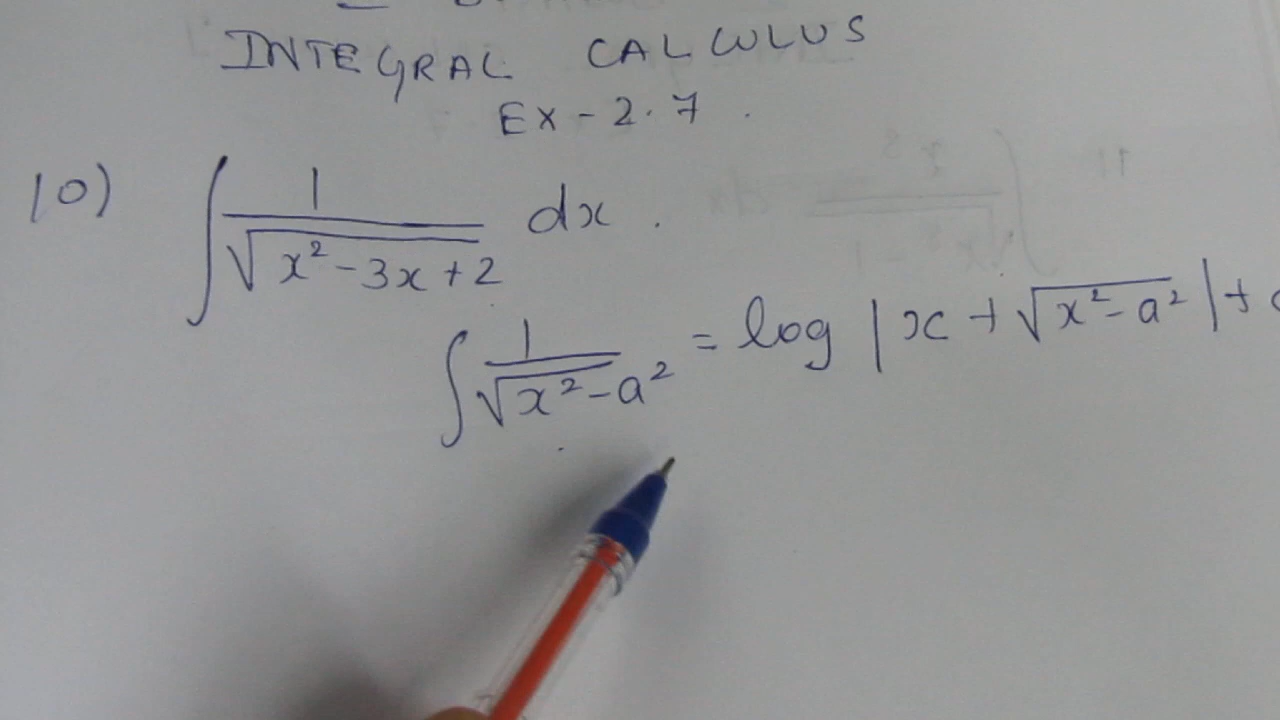 INTEGRAL CALCULUS
EX-2.7.
10) ∫ 1/√(x²-3x+2) dx.
∫ 1/√(x²-a²) = log |x + √(x²-a²)| +